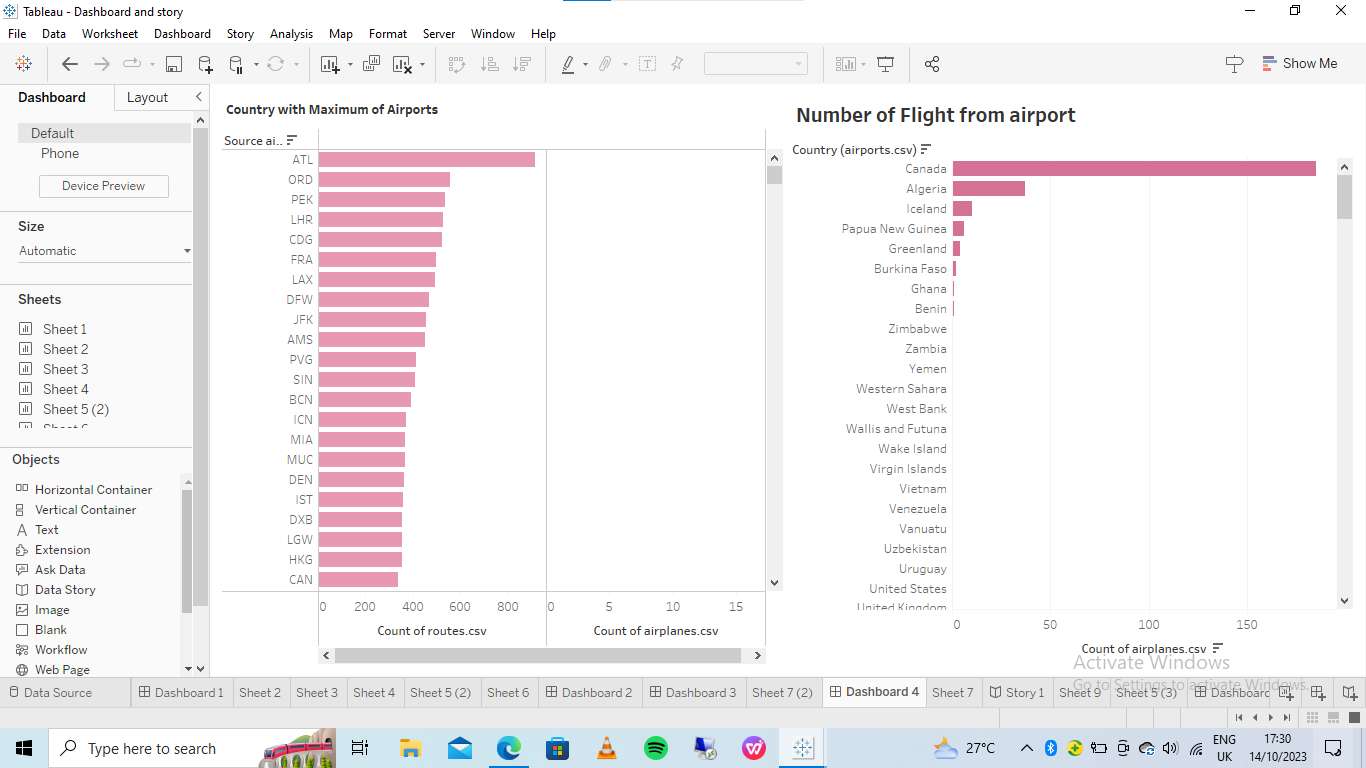 Tableau - Dashboard and story
File Data Worksheet Dashboard Story Analysis Map Format Server Window Help
Show Me
Dashboard Layout
Default
Phone
Device Preview
Size
Automatic
Sheets
Sheet 1
Sheet 2
Sheet 3
Sheet 4
Sheet 5 (2)
Objects
Horizontal Container
Vertical Container
Text
Extension
Ask Data
Data Story
Image
Blank
Workflow
Web Page
Country with Maximum of Airports
Source ai..
ATL
ORD
PEK
LHR
CDG
FRA
LAX
DFW
JFK
AMS
PVG
SIN
BCN
ICN
MIA
MUC
DEN
IST
DXB
LGW
HKG
CAN
0 200 400 600 800 0 5 10 15
Count of routes.csv Count of airplanes.csv
Number of Flight from airport
Country (airports.csv)
Canada
Algeria
Iceland
Papua New Guinea
Greenland
Burkina Faso
Ghana
Benin
Zimbabwe
Zambia
Yemen
Western Sahara
West Bank
Wallis and Futuna
Wake Island
Virgin Islands
Vietnam
Venezuela
Vanuatu
Uzbekistan
Uruguay
United States
United Kingdom
0 50 100 150
Count of airplanes.csv
Activate Windows
Go to Settings to activate Windows.
Data Source Dashboard 1 Sheet 2 Sheet 3 Sheet 4 Sheet 5 (2) Sheet 6 Dashboard 2 Dashboard 3 Sheet 7 (2) Dashboard 4 Sheet 7 Story 1 Sheet 9 Sheet 5 (3) Dashboard
Type here to search
27°C
ENG
UK
17:30
14/10/2023